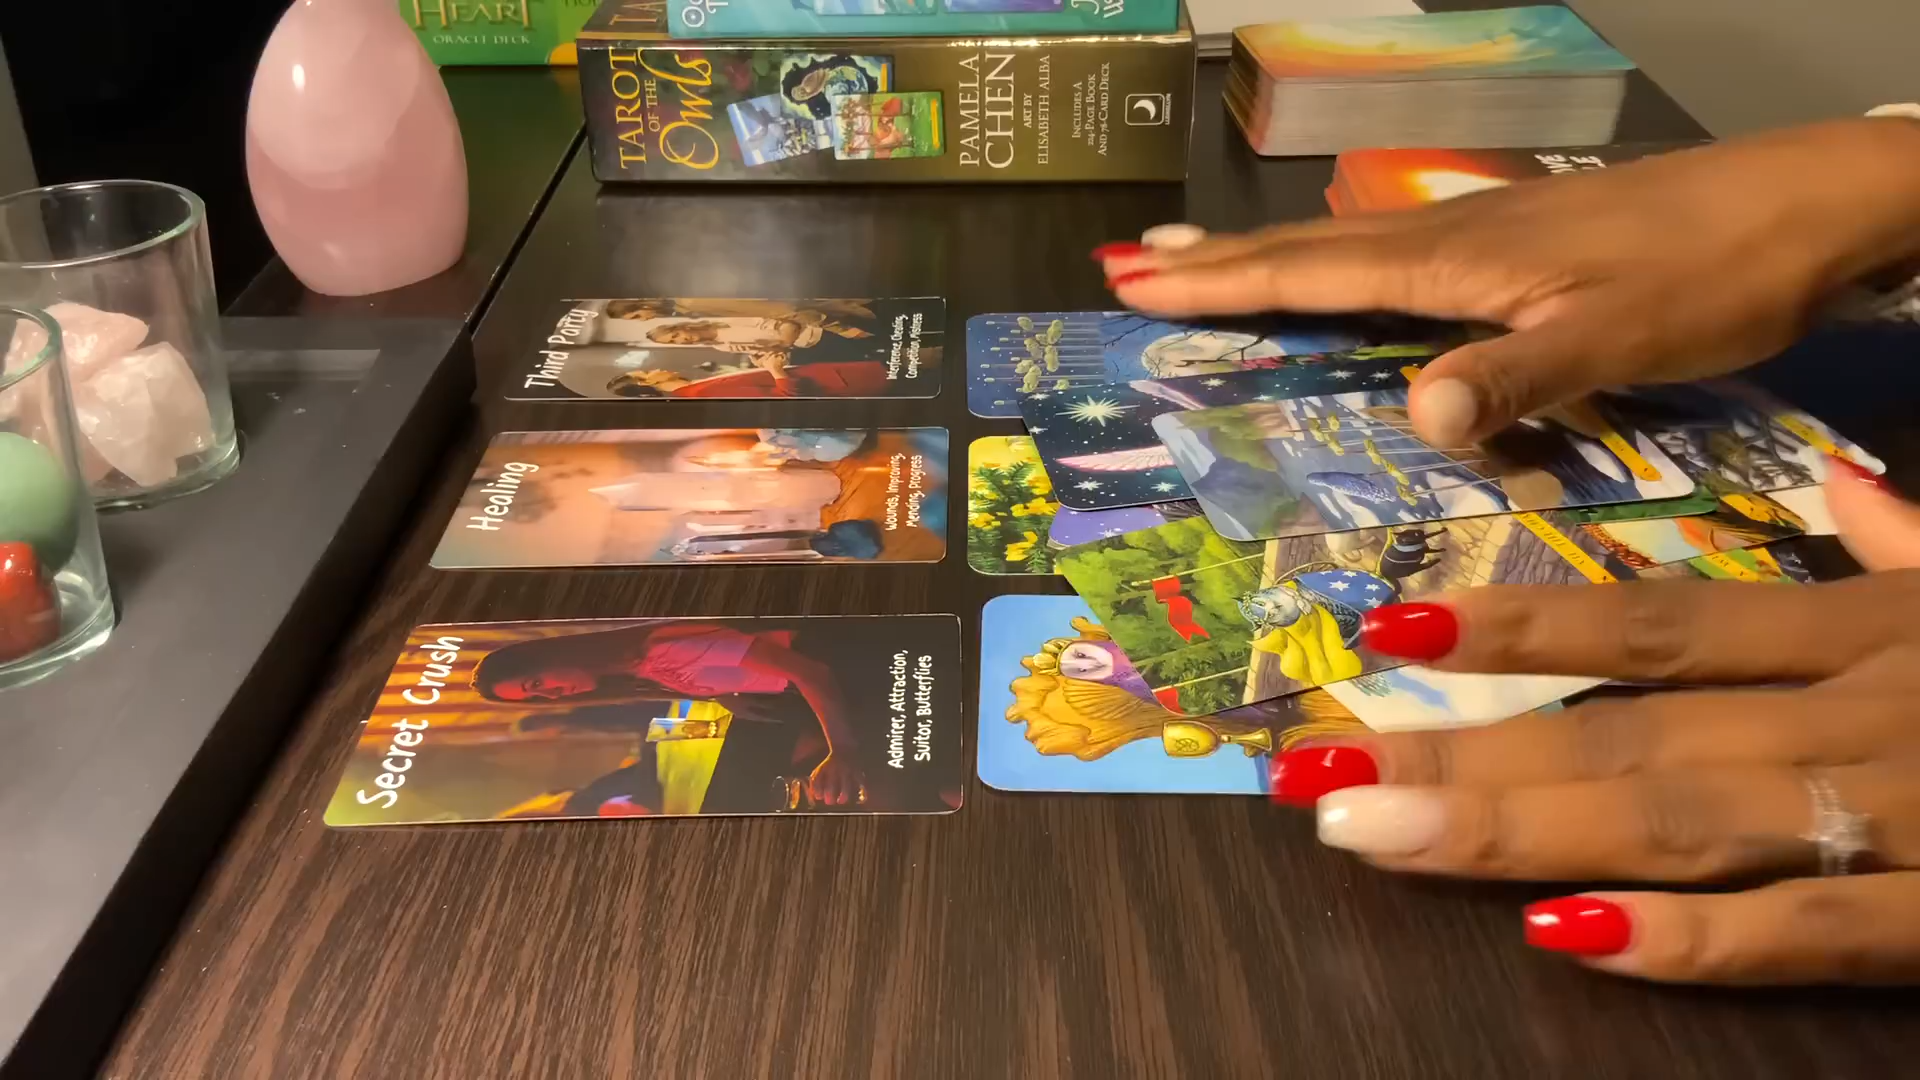 HEART
ORACLE DECK
TAROT
OF THE
Owls
PAMELA
CHEN
ART BY
ELISABETH ALBA
INCLUDES A
224-PAGE BOOK
AND 78-CARD DECK
Third Party
Interference, Cheating,
Competition, Mistress
Healing
Wounds, Improving,
Mending, Progress
Secret Crush
Admirer, Attraction,
Suitor, Butterflies